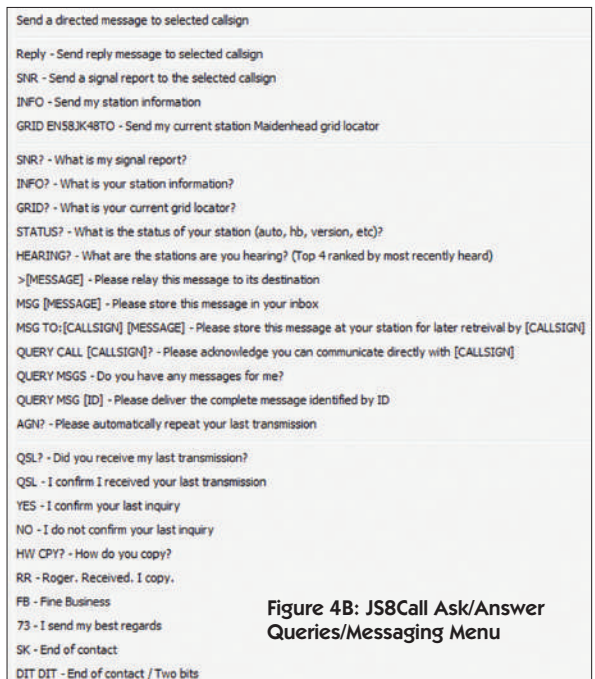 Send a directed message to selected callsign
Reply - Send reply message to selected callsign
SNR - Send a signal report to the selected callsign
INFO - Send my station information
GRID EN58JK48TO - Send my current station Maidenhead grid locator
SNR? - What is my signal report?
INFO? - What is your station information?
GRID? - What is your current grid locator?
STATUS? - What is the status of your station (auto, hb, version, etc)?
HEARING? - What are the stations are you hearing? (Top 4 ranked by most recently heard)
>[MESSAGE] - Please relay this message to its destination
MSG [MESSAGE] - Please store this message in your inbox
MSG TO:[CALLSIGN] [MESSAGE] - Please store this message at your station for later retreival by [CALLSIGN]
QUERY CALL [CALLSIGN]? - Please acknowledge you can communicate directly with [CALLSIGN]
QUERY MSGS - Do you have any messages for me?
QUERY MSG [ID] - Please deliver the complete message identified by ID
AGN? - Please automatically repeat your last transmission
QSL? - Did you receive my last transmission?
QSL - I confirm I received your last transmission
YES - I confirm your last inquiry
NO - I do not confirm your last inquiry
HW CPY? - How do you copy?
RR - Roger. Received. I copy.
FB - Fine Business
73 - I send my best regards
SK - End of contact
DIT DIT - End of contact / Two bits
Figure 4B: JS8Call Ask/Answer
Queries/Messaging Menu